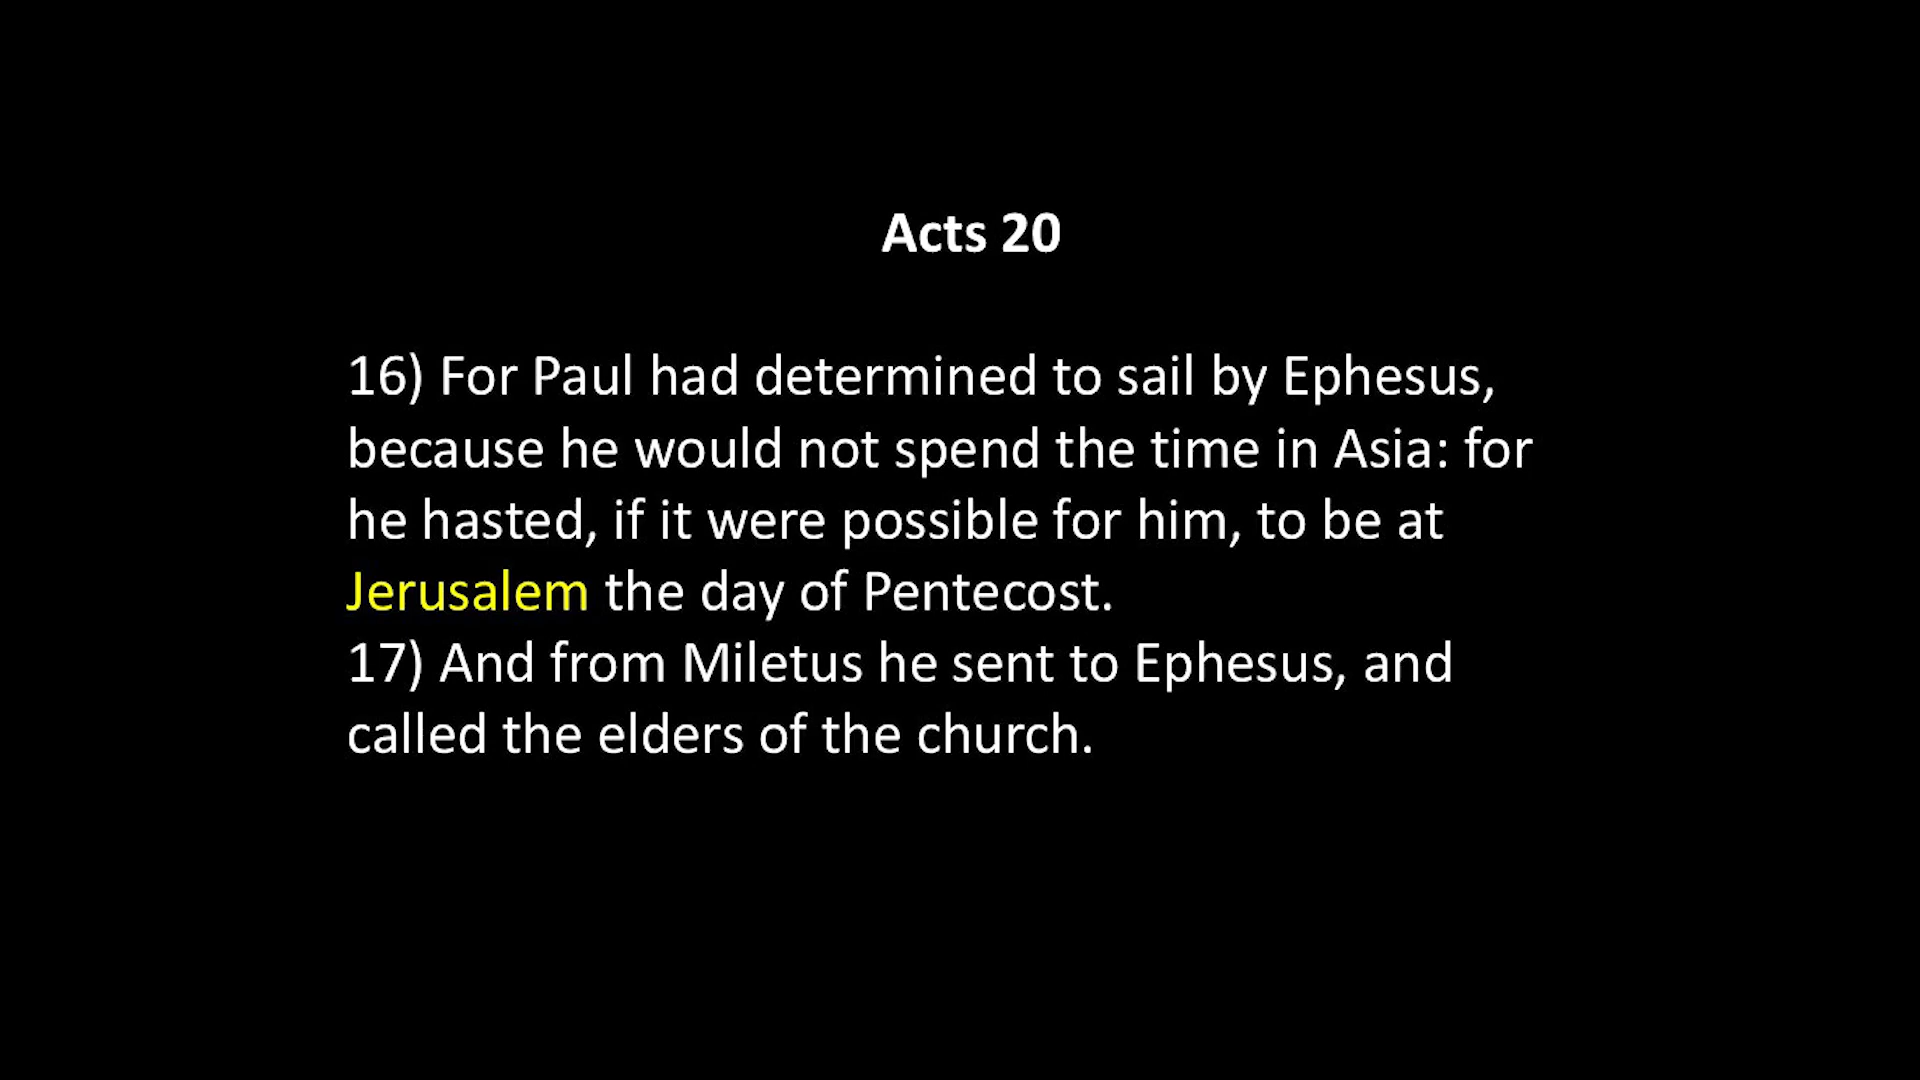 Acts 20
16) For Paul had determined to sail by Ephesus,
because he would not spend the time in Asia: for
he hasted, if it were possible for him, to be at
Jerusalem the day of Pentecost.
17) And from Miletus he sent to Ephesus, and
called the elders of the church.